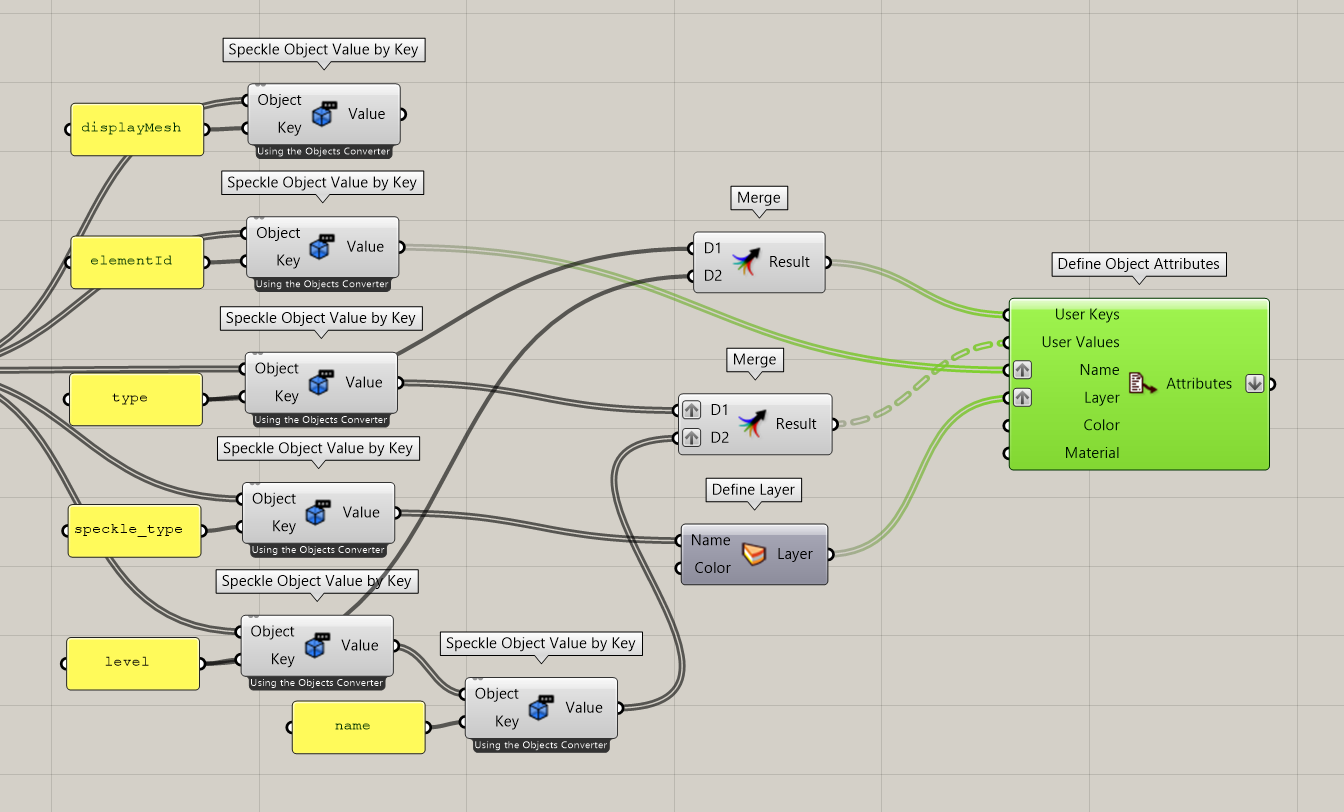 Speckle Object Value by Key
displayMesh
Object
Key
Value
Using the Objects Converter
Speckle Object Value by Key
elementId
Object
Key
Value
Using the Objects Converter
Speckle Object Value by Key
type
Object
Key
Value
Using the Objects Converter
Speckle Object Value by Key
speckle_type
Object
Key
Value
Using the Objects Converter
Speckle Object Value by Key
level
Object
Key
Value
Using the Objects Converter
Speckle Object Value by Key
name
Object
Key
Value
Using the Objects Converter
Merge
D1
D2
Result
Merge
D1
D2
Result
Define Layer
Name
Color
Layer
Define Object Attributes
User Keys
User Values
Name
Layer
Color
Material
Attributes